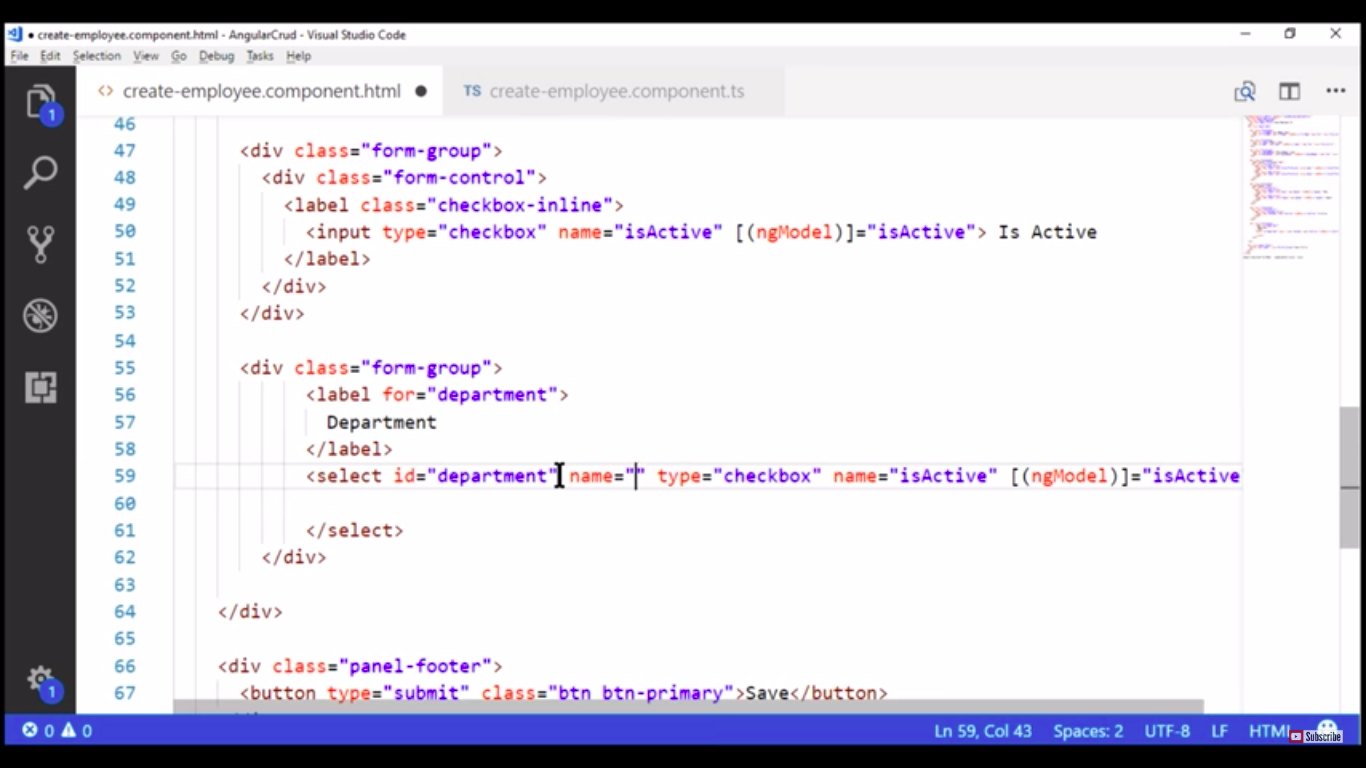 create-employee.component.html - AngularCrud - Visual Studio Code
File Edit Selection View Go Debug Tasks Help
<> create-employee.component.html TS create-employee.component.ts
1
46
47 <div class="form-group">
48 <div class="form-control">
49 <label class="checkbox-inline">
50 <input type="checkbox" name="isActive" [(ngModel)]="isActive"> Is Active
51 </label>
52 </div>
53 </div>
54
55 <div class="form-group">
56 <label for="department">
57 Department
58 </label>
59 <select id="department" name="" type="checkbox" name="isActive" [(ngModel)]="isActive
60
61 </select>
62 </div>
63
64 </div>
65
66 <div class="panel-footer">
67 <button type="submit" class="btn btn-primary">Save</button>
1
0 0 Ln 59, Col 43 Spaces: 2 UTF-8 LF HTML
Subscribe